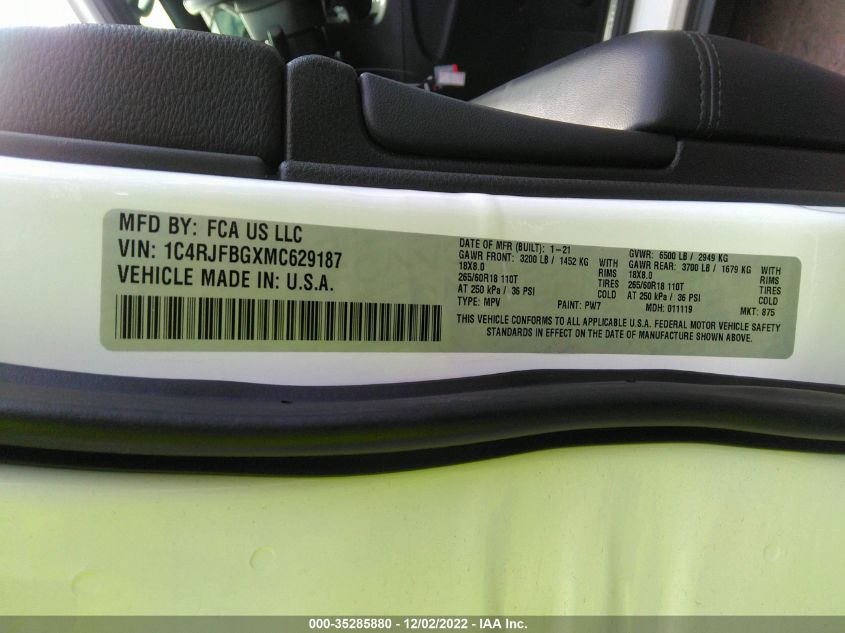 MFD BY: FCA US LLC
VIN: 1C4RJFBGXMC629187
VEHICLE MADE IN: U.S.A.
DATE OF MFR (BUILT): 1-21
GAWR FRONT: 3200 LB / 1452 KG WITH
18X8.0 RIMS
265/60R18 110T TIRES
AT 250 kPa / 36 PSI COLD
TYPE: MPV PAINT: PW7
GVWR: 6500 LB / 2949 KG
GAWR REAR: 3700 LB / 1679 KG WITH
18X8.0 RIMS
265/60R18 110T TIRES
AT 250 kPa / 36 PSI COLD
MDH: 011119 MKT: 875
THIS VEHICLE CONFORMS TO ALL APPLICABLE U.S.A. FEDERAL MOTOR VEHICLE SAFETY
STANDARDS IN EFFECT ON THE DATE OF MANUFACTURE SHOWN ABOVE.
000-35285880 - 12/02/2022 - IAA Inc.